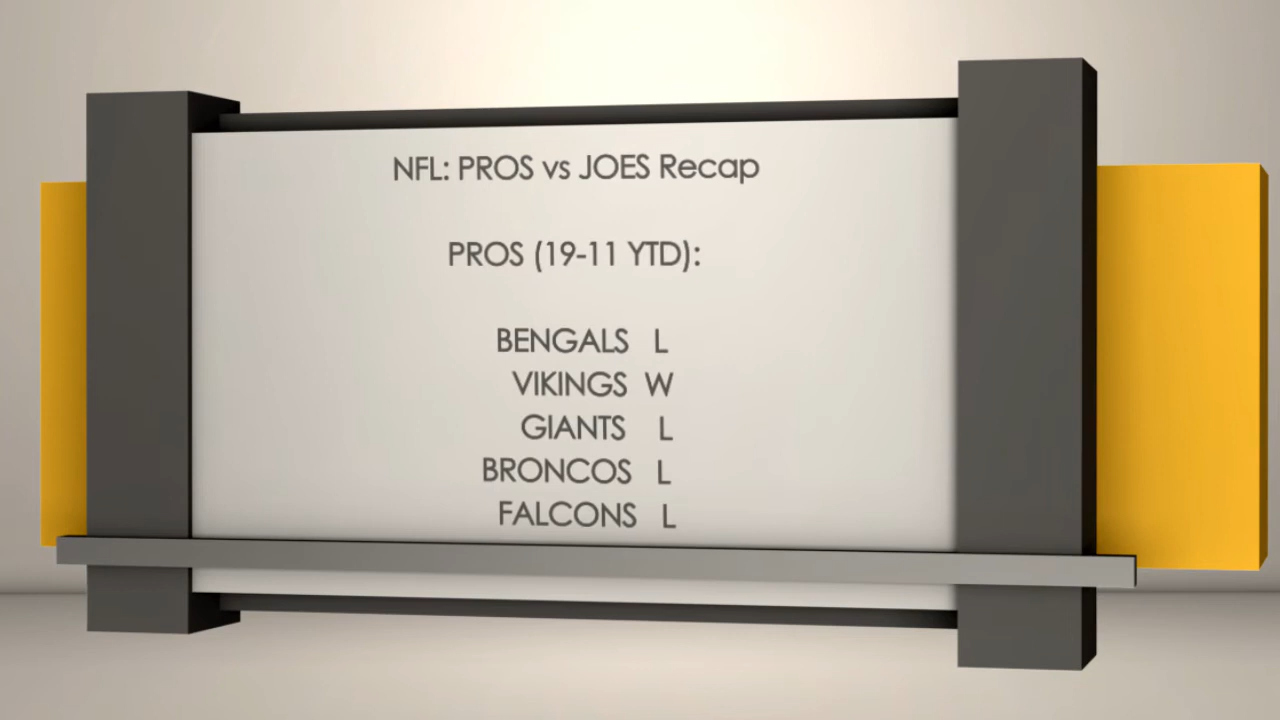 NFL: PROS vs JOES Recap
PROS (19-11 YTD):
BENGALS L
VIKINGS W
GIANTS L
BRONCOS L
FALCONS L